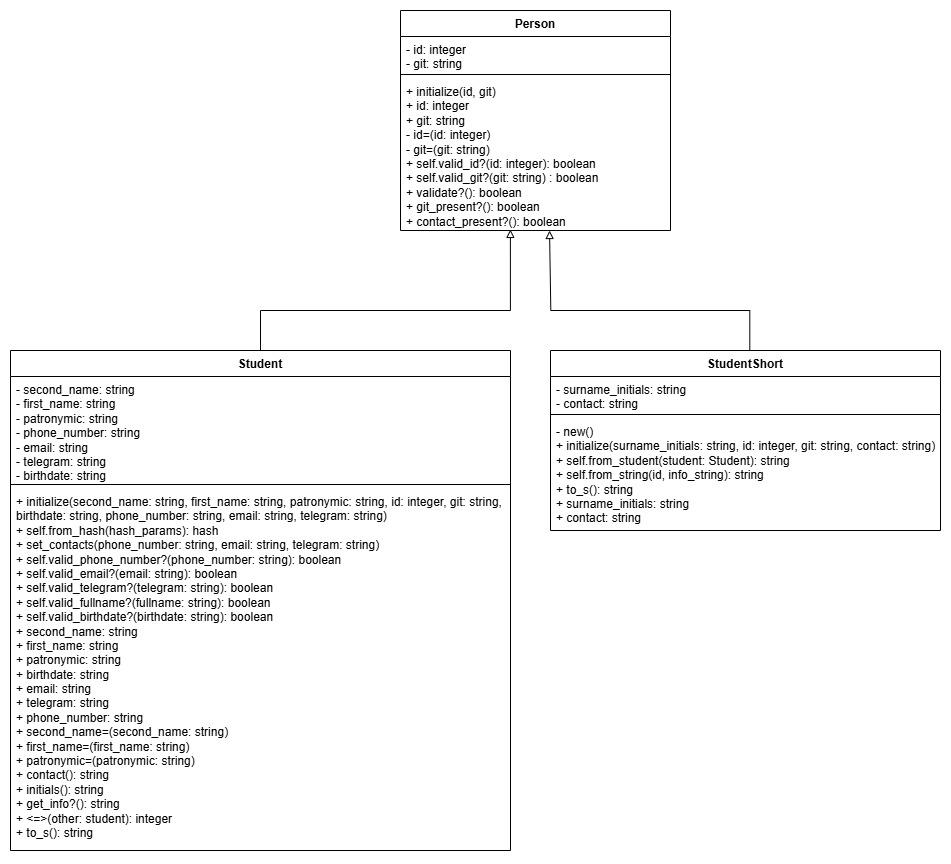 Person
- id: integer
- git: string
+ initialize(id, git)
+ id: integer
+ git: string
- id=(id: integer)
- git=(git: string)
+ self.valid_id?(id: integer): boolean
+ self.valid_git?(git: string) : boolean
+ validate?(): boolean
+ git_present?(): boolean
+ contact_present?(): boolean
Student
- second_name: string
- first_name: string
- patronymic: string
- phone_number: string
- email: string
- telegram: string
- birthdate: string
+ initialize(second_name: string, first_name: string, patronymic: string, id: integer, git: string,
birthdate: string, phone_number: string, email: string, telegram: string)
+ self.from_hash(hash_params): hash
+ set_contacts(phone_number: string, email: string, telegram: string)
+ self.valid_phone_number?(phone_number: string): boolean
+ self.valid_email?(email: string): boolean
+ self.valid_telegram?(telegram: string): boolean
+ self.valid_fullname?(fullname: string): boolean
+ self.valid_birthdate?(birthdate: string): boolean
+ second_name: string
+ first_name: string
+ patronymic: string
+ birthdate: string
+ email: string
+ telegram: string
+ phone_number: string
+ second_name=(second_name: string)
+ first_name=(first_name: string)
+ patronymic=(patronymic: string)
+ contact(): string
+ initials(): string
+ get_info?(): string
+ <=>(other: student): integer
+ to_s(): string
StudentShort
- surname_initials: string
- contact: string
- new()
+ initialize(surname_initials: string, id: integer, git: string, contact: string)
+ self.from_student(student: Student): string
+ self.from_string(id, info_string): string
+ to_s(): string
+ surname_initials: string
+ contact: string